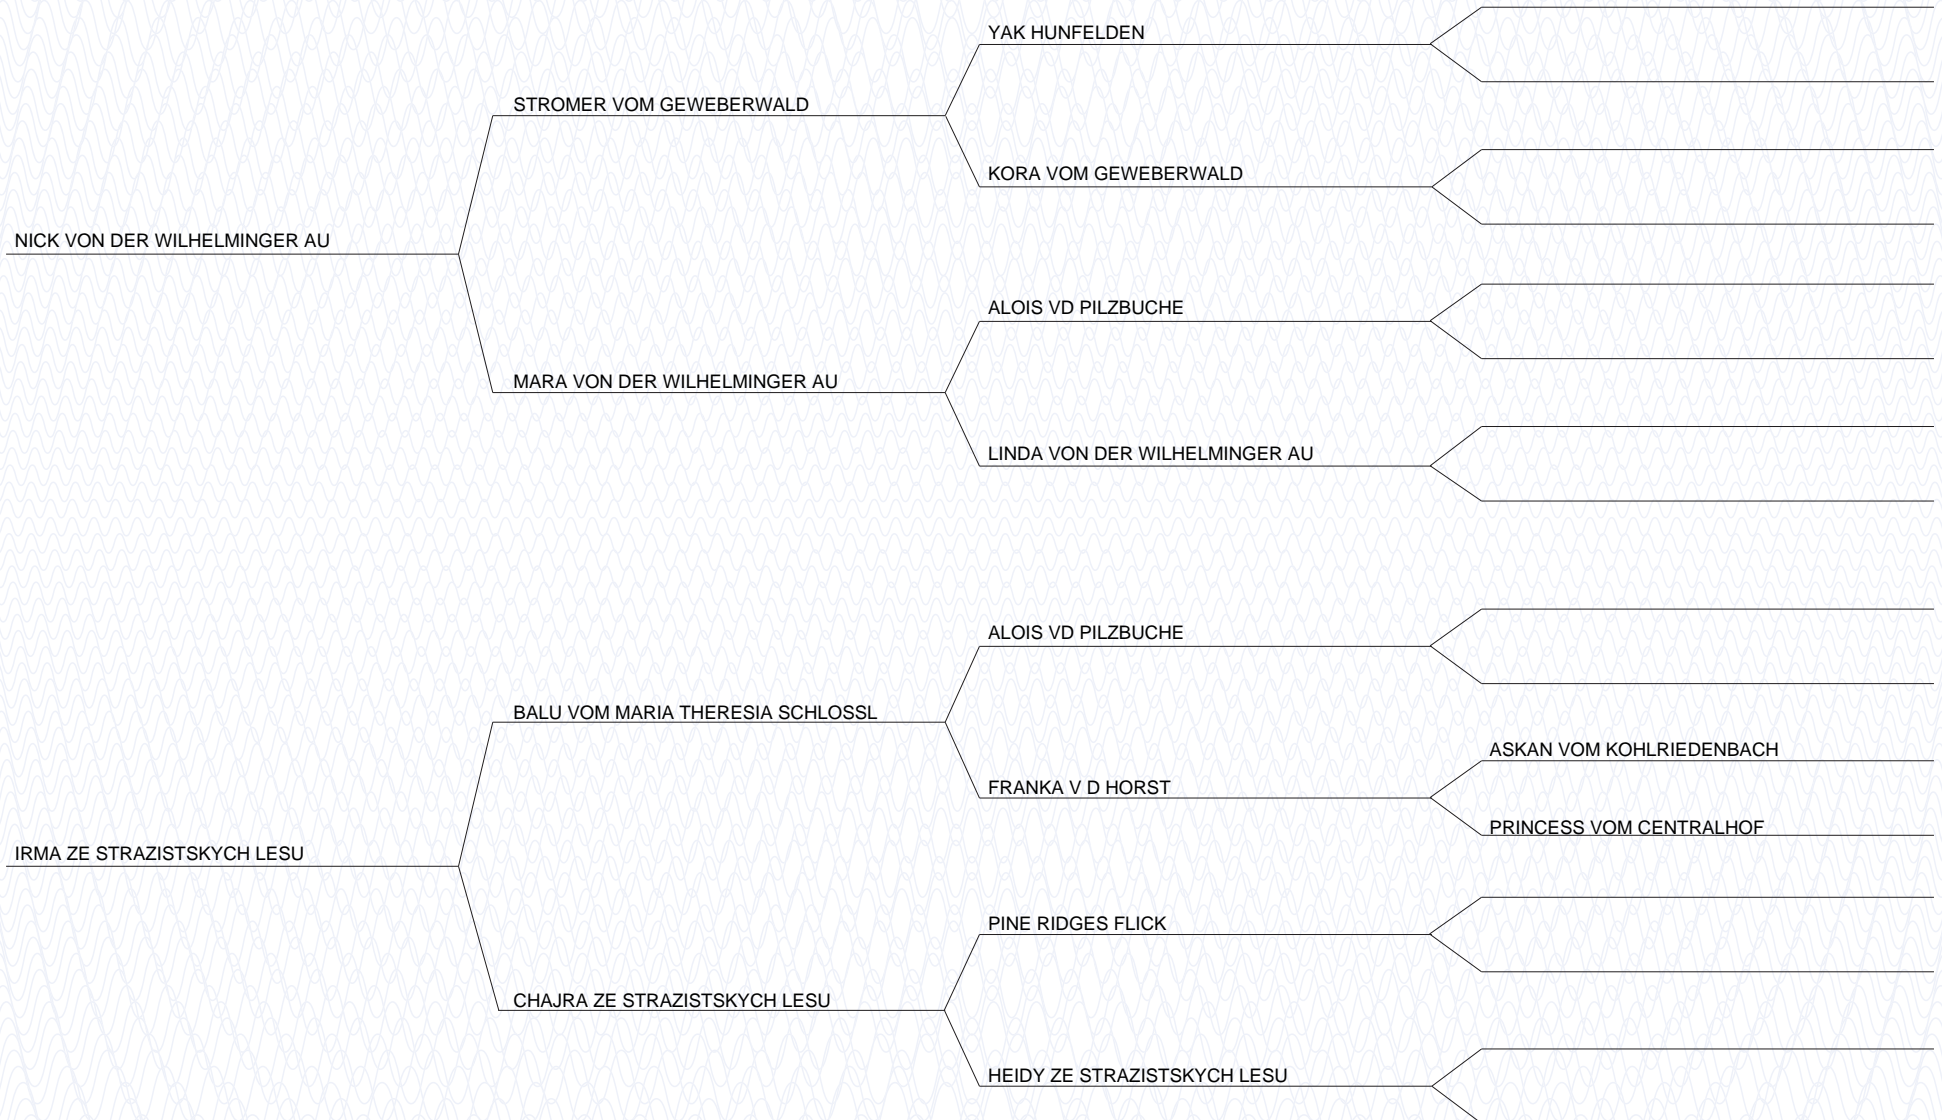 YAK HUNFELDEN
STROMER VOM GEWEBERWALD
KORA VOM GEWEBERWALD
NICK VON DER WILHELMINGER AU
ALOIS VD PILZBUCHE
MARA VON DER WILHELMINGER AU
LINDA VON DER WILHELMINGER AU
ALOIS VD PILZBUCHE
BALU VOM MARIA THERESIA SCHLOSSL
ASKAN VOM KOHLRIEDENBACH
FRANKA V D HORST
PRINCESS VOM CENTRALHOF
IRMA ZE STRAZISTSKYCH LESU
PINE RIDGES FLICK
CHAJRA ZE STRAZISTSKYCH LESU
HEIDY ZE STRAZISTSKYCH LESU